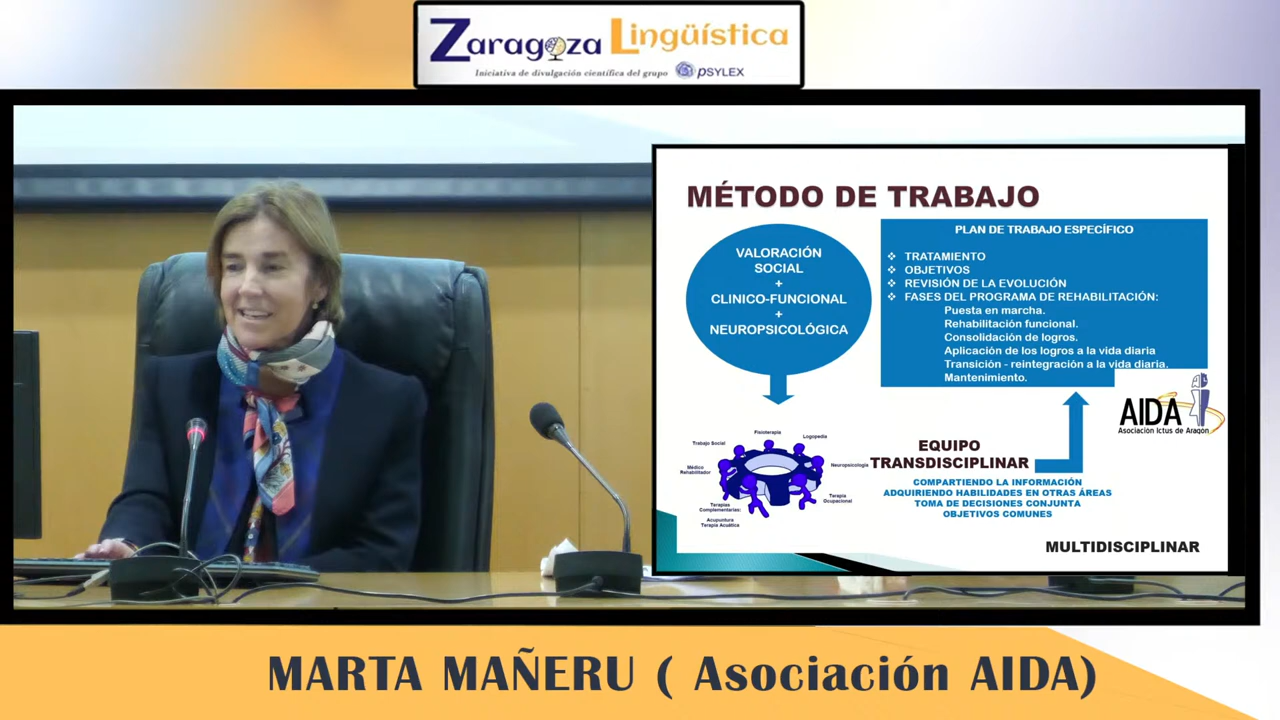 Zaragoza Lingüística
Iniciativa de divulgación científica del grupo PSYLEX
MÉTODO DE TRABAJO
VALORACIÓN
SOCIAL
+
CLINICO-FUNCIONAL
+
NEUROPSICOLÓGICA
PLAN DE TRABAJO ESPECÍFICO
TRATAMIENTO
OBJETIVOS
REVISIÓN DE LA EVOLUCIÓN
FASES DEL PROGRAMA DE REHABILITACIÓN:
Puesta en marcha.
Rehabilitación funcional.
Consolidación de logros.
Aplicación de los logros a la vida diaria
Transición - reintegración a la vida diaria.
Mantenimiento.
AIDA
Asociación Ictus de Aragon
Fisioterapia
Logopedia
Trabajo Social
Neuropsicología
Médico
Rehabilitador
Terapia
Ocupacional
Terapias
Complementarias:
Acupuntura
Terapia Acuática
EQUIPO
TRANSDISCIPLINAR
COMPARTIENDO LA INFORMACIÓN
ADQUIRIENDO HABILIDADES EN OTRAS ÁREAS
TOMA DE DECISIONES CONJUNTA
OBJETIVOS COMUNES
MULTIDISCIPLINAR
MARTA MAÑERU ( Asociación AIDA)